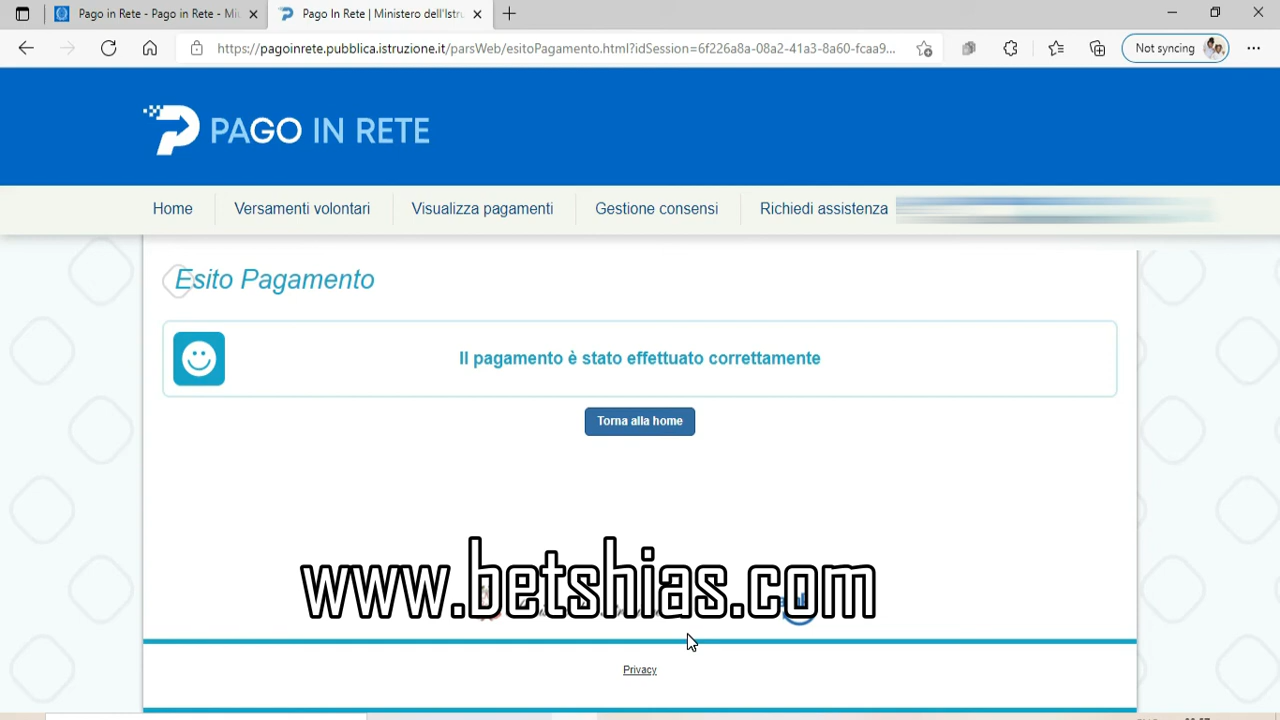 Pago in Rete - Pago in Rete - Mi
Pago In Rete | Ministero dell'Istru
https://pagoinrete.pubblica.istruzione.it/parsWeb/esitoPagamento.html?idSession=6f226a8a-08a2-41a3-8a60-fcaa9...
Not syncing
PAGO IN RETE
Home
Versamenti volontari
Visualizza pagamenti
Gestione consensi
Richiedi assistenza
Esito Pagamento
Il pagamento è stato effettuato correttamente
Torna alla home
www.betshias.com
Privacy